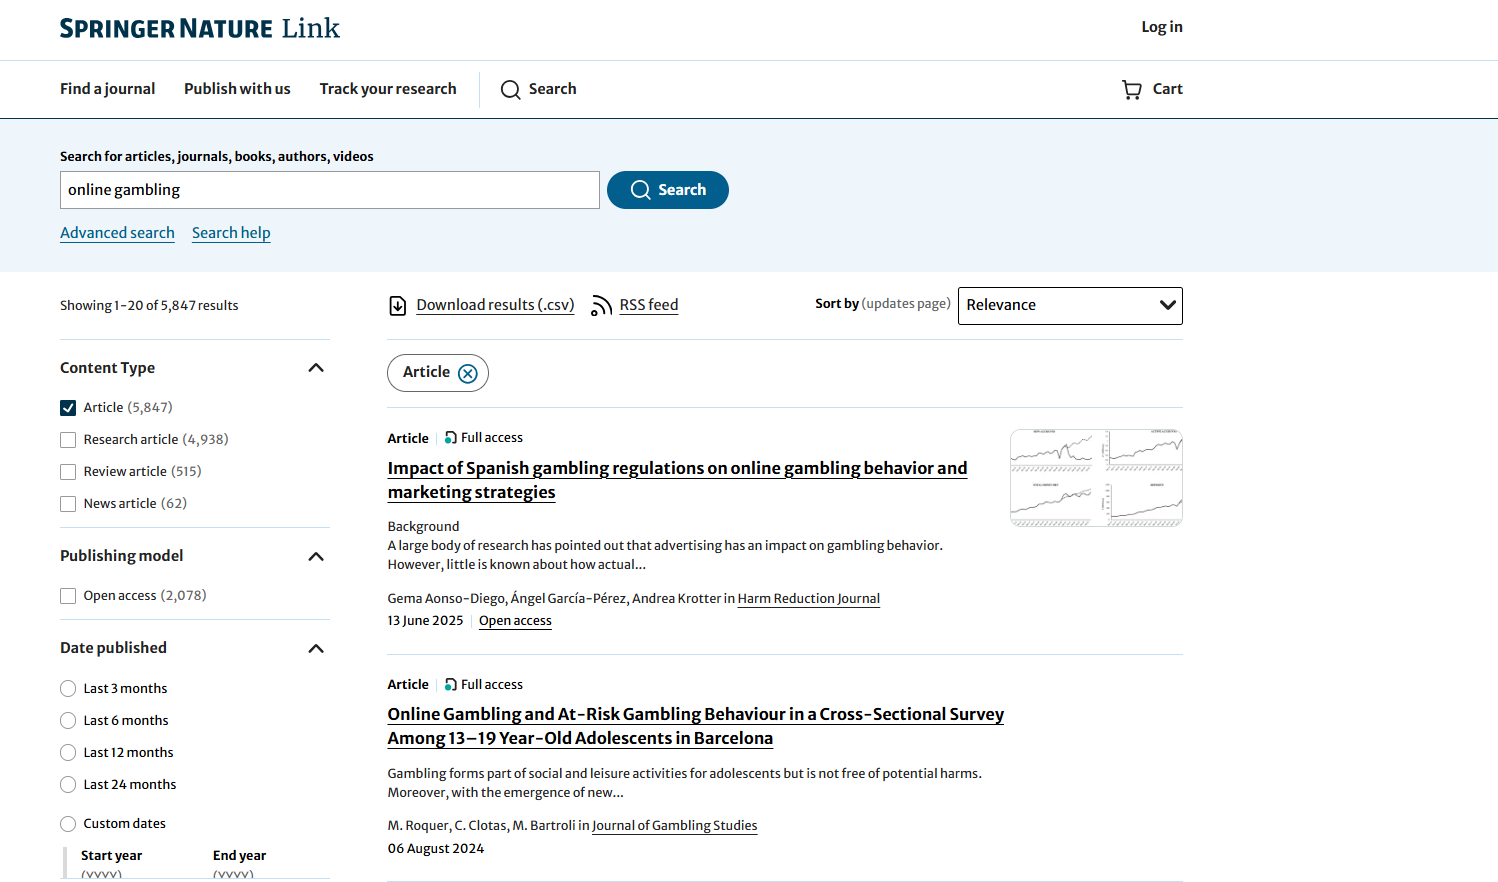 SPRINGER NATURE Link
Log in
Find a journal
Publish with us
Track your research
Search
Cart
Search for articles, journals, books, authors, videos
online gambling
Search
Advanced search
Search help
Showing 1-20 of 5,847 results
Download results (.csv)
RSS feed
Sort by (updates page)
Relevance
Content Type
Article (5,847)
Research article (4,938)
Review article (515)
News article (62)
Publishing model
Open access (2,078)
Date published
Last 3 months
Last 6 months
Last 12 months
Last 24 months
Custom dates
Start year
(YYYY)
End year
(YYYY)
Article
Article
Full access
Impact of Spanish gambling regulations on online gambling behavior and
marketing strategies
Background
A large body of research has pointed out that advertising has an impact on gambling behavior.
However, little is known about how actual...
Gema Aonso-Diego, Ángel García-Pérez, Andrea Krotter in Harm Reduction Journal
13 June 2025
Open access
Article
Full access
Online Gambling and At-Risk Gambling Behaviour in a Cross-Sectional Survey
Among 13–19 Year-Old Adolescents in Barcelona
Gambling forms part of social and leisure activities for adolescents but is not free of potential harms.
Moreover, with the emergence of new...
M. Roquer, C. Clotas, M. Bartroli in Journal of Gambling Studies
06 August 2024